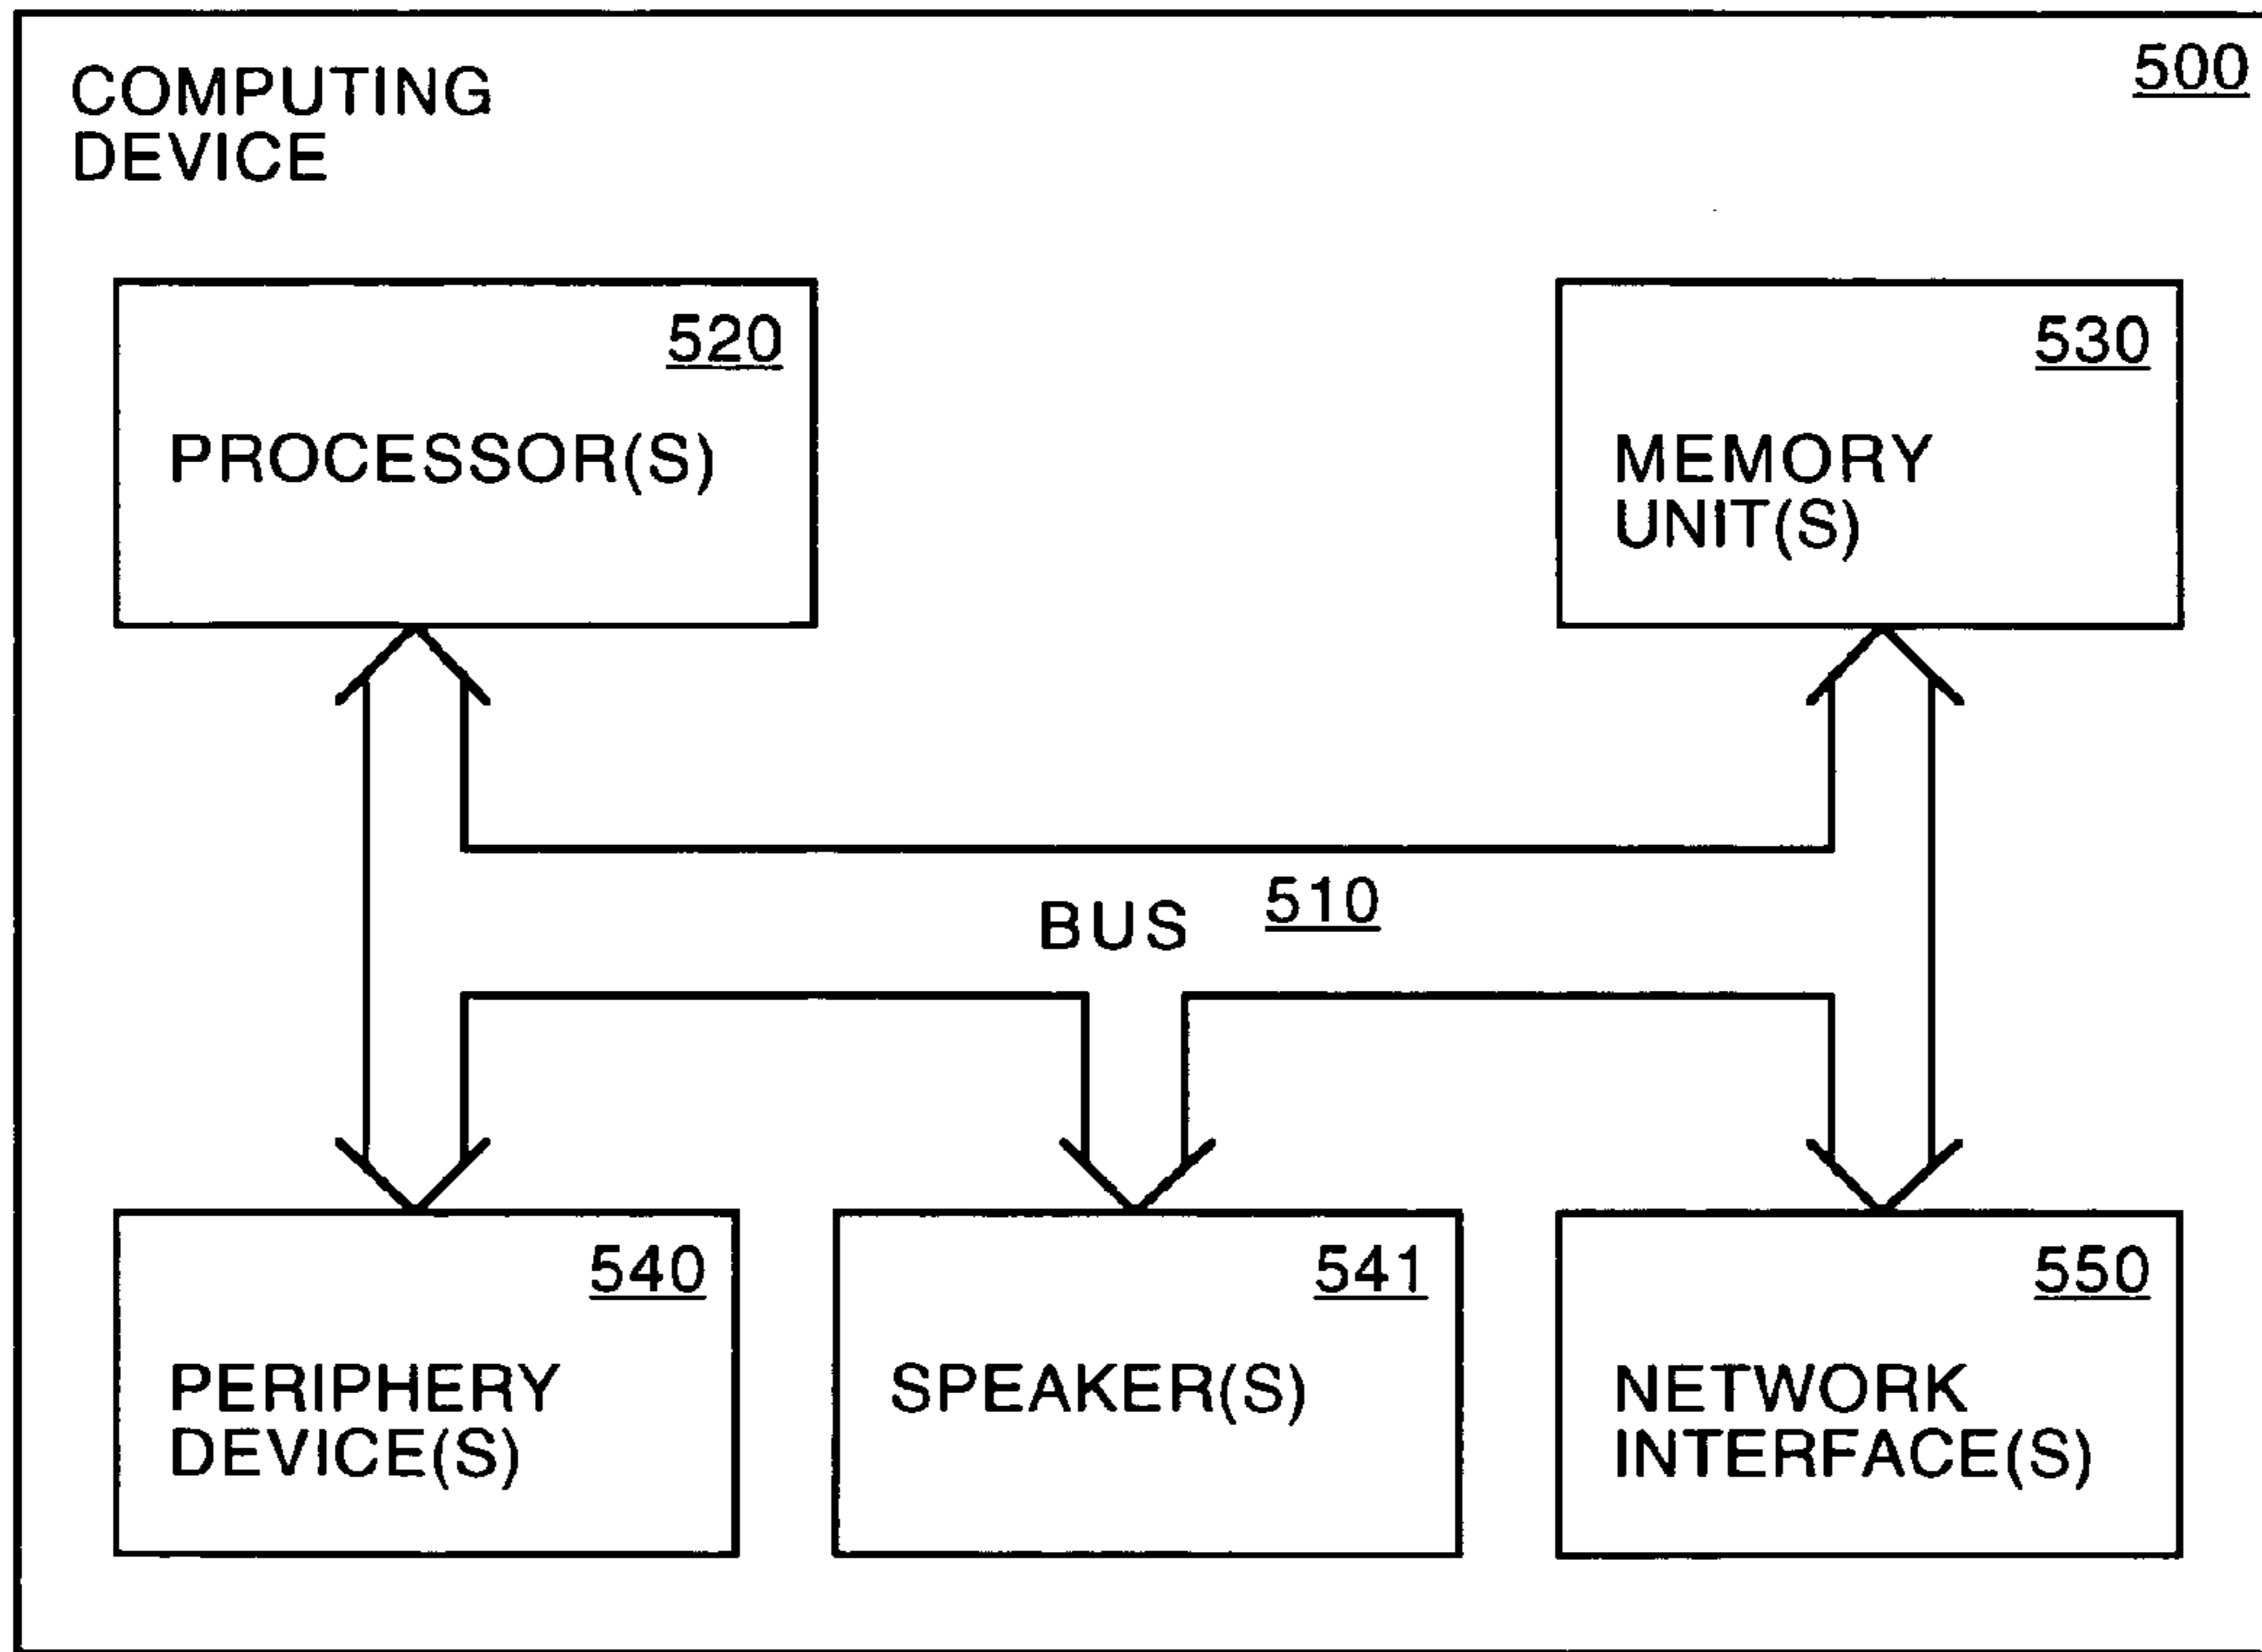 COMPUTING
DEVICE
500
520
PROCESSOR(S)
530
MEMORY
UNIT(S)
BUS 510
540
PERIPHERY
DEVICE(S)
541
SPEAKER(S)
550
NETWORK
INTERFACE(S)